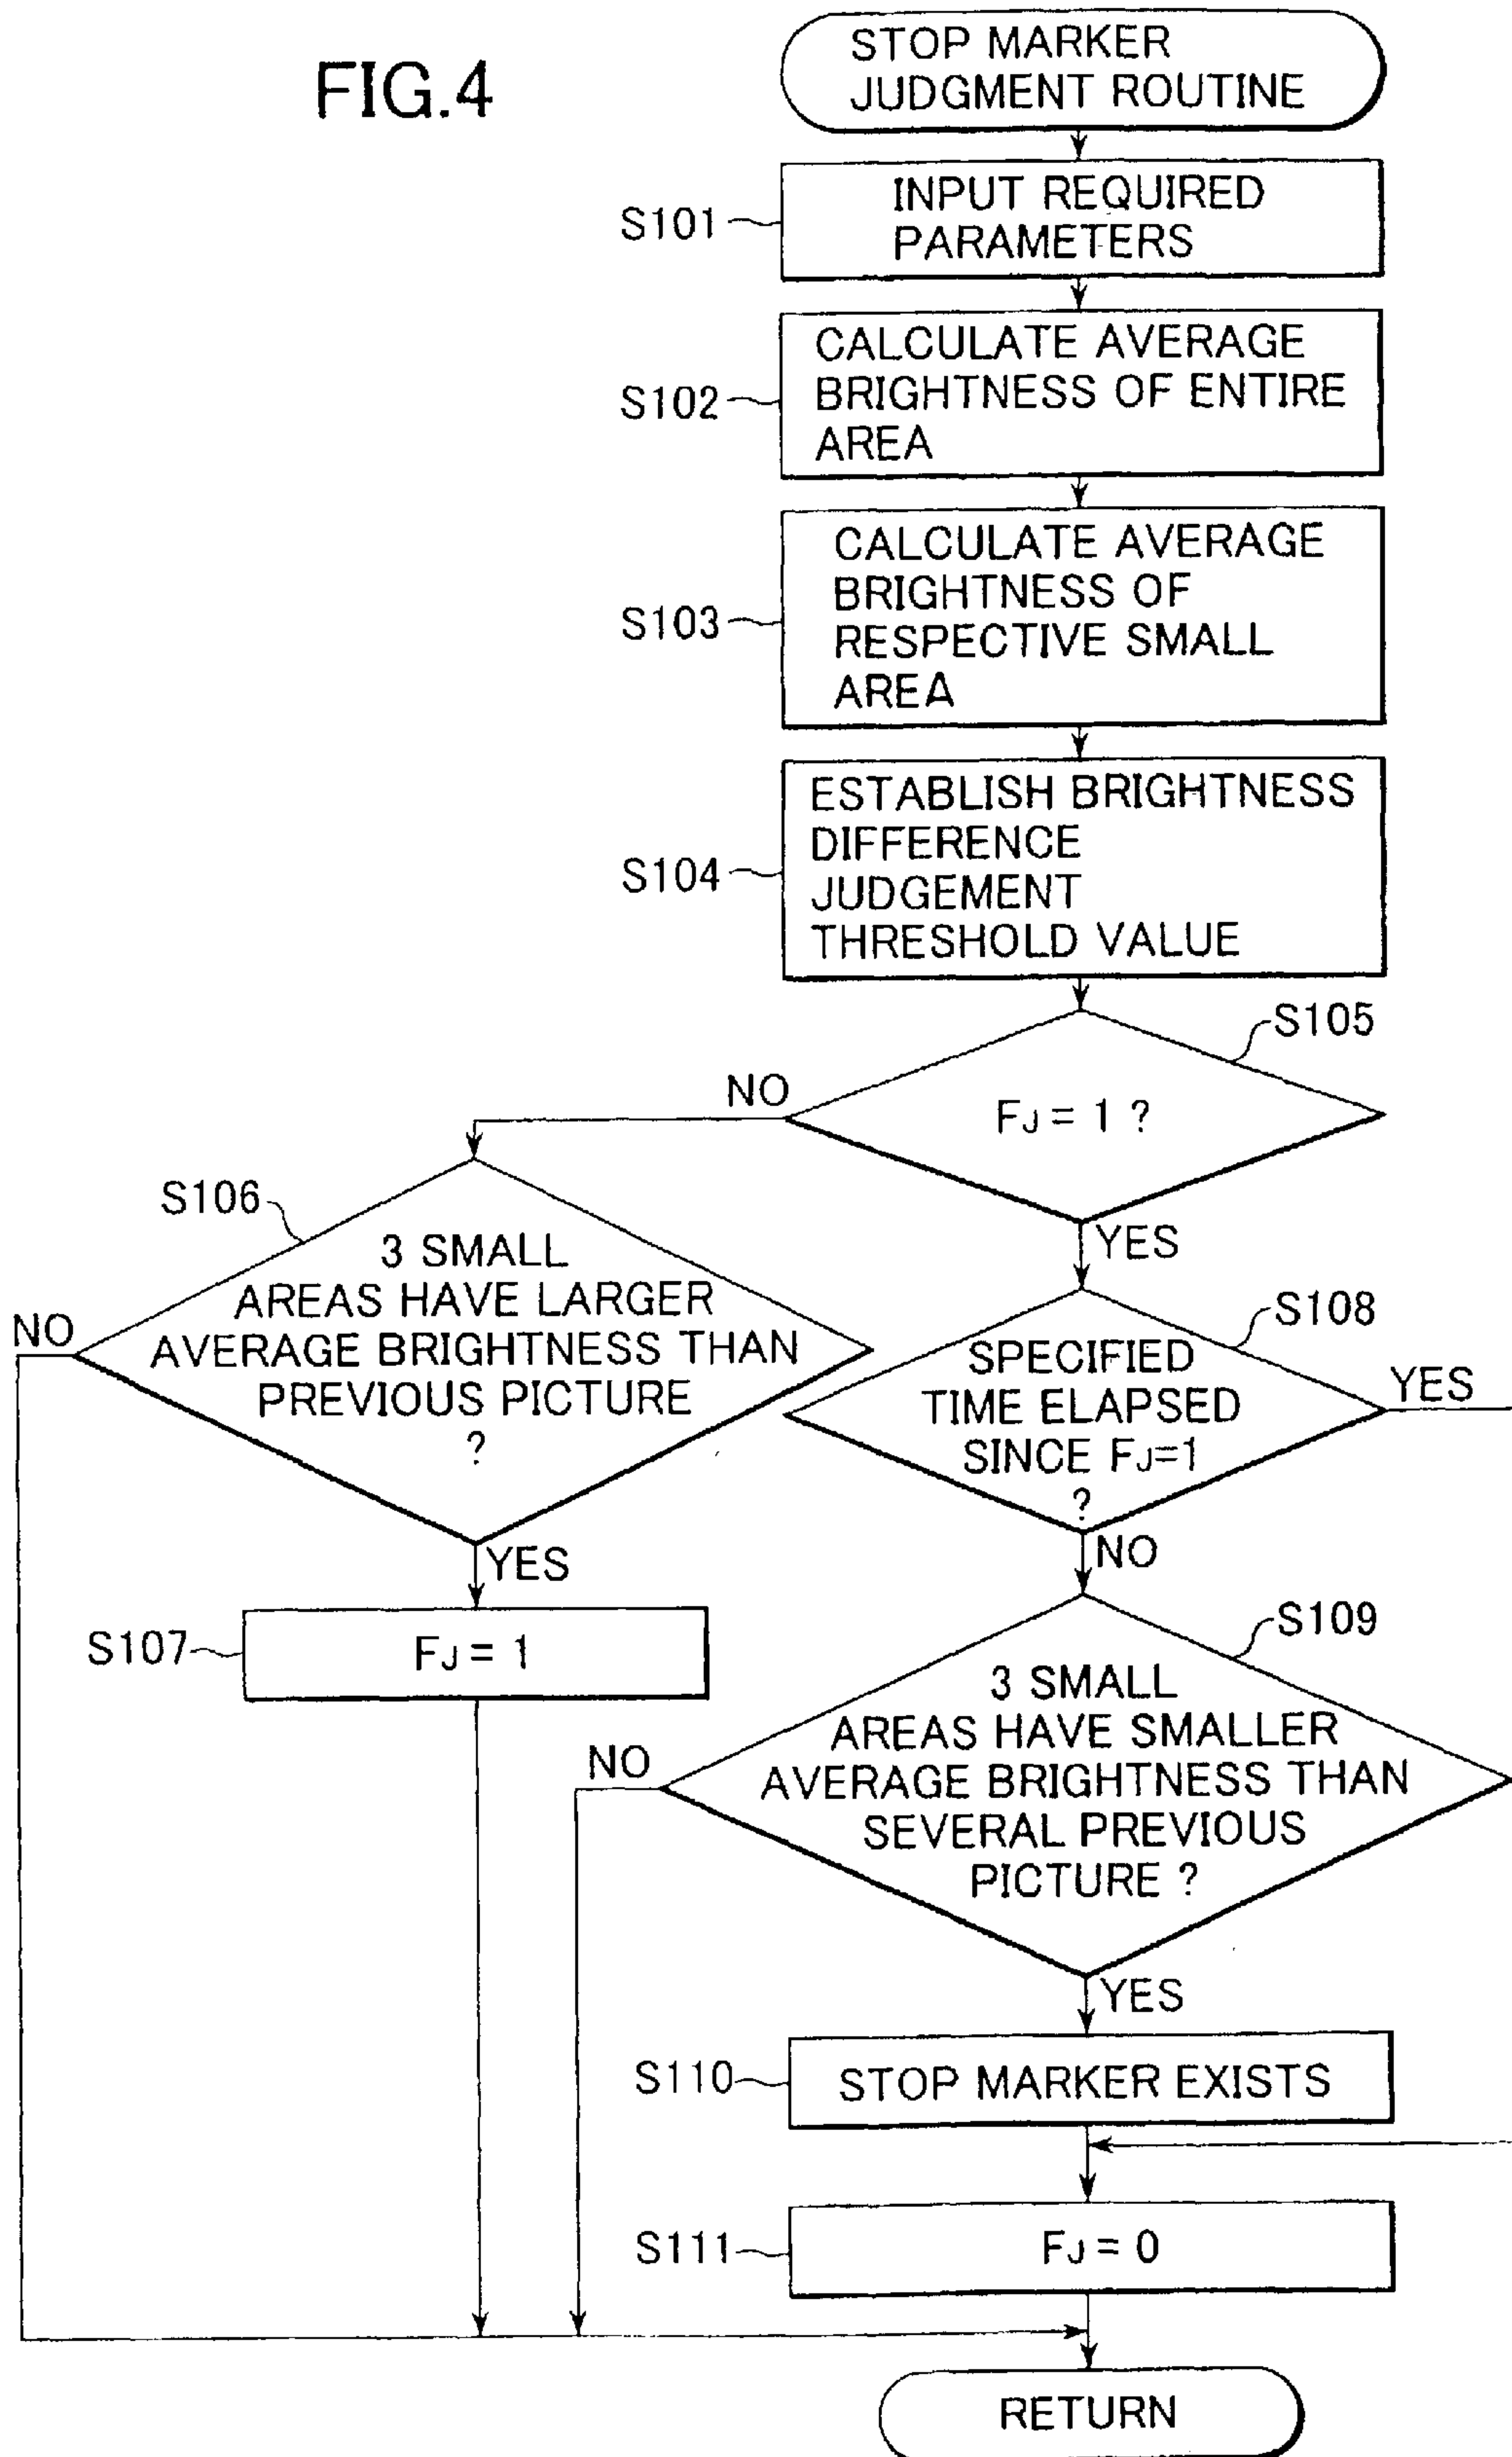 FIG.4
STOP MARKER
JUDGMENT ROUTINE
S101
INPUT REQUIRED
PARAMETERS
S102
CALCULATE AVERAGE
BRIGHTNESS OF ENTIRE
AREA
S103
CALCULATE AVERAGE
BRIGHTNESS OF
RESPECTIVE SMALL
AREA
S104
ESTABLISH BRIGHTNESS
DIFFERENCE
JUDGEMENT
THRESHOLD VALUE
S105
NO
FJ = 1 ?
YES
S106
3 SMALL
AREAS HAVE LARGER
AVERAGE BRIGHTNESS THAN
PREVIOUS PICTURE
?
NO
YES
S107
FJ = 1
S108
SPECIFIED
TIME ELAPSED
SINCE FJ=1
?
YES
NO
S109
3 SMALL
AREAS HAVE SMALLER
AVERAGE BRIGHTNESS THAN
SEVERAL PREVIOUS
PICTURE ?
NO
YES
S110
STOP MARKER EXISTS
S111
FJ = 0
RETURN